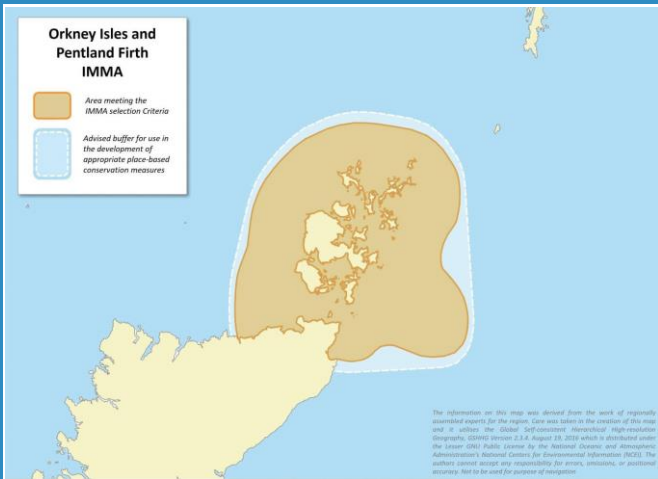 Orkney Isles and
Pentland Firth
IMMA
Area meeting the
IMMA selection Criteria
Advised buffer for use in
the development of
appropriate place-based
conservation measures
The information on this map was derived from the work of regionally
assembled experts for the region. Care was taken in the creation of this map
and it utilises the Global Self-consistent Hierarchical High-resolution
Geography, GSHHG Version 2.3.4. August 19, 2016 which is distributed under
the Lesser GNU Public License by the National Oceanic and Atmospheric
Administration's National Centers for Environmental Information (NCEI). The
authors cannot accept any responsibility for errors, omissions, or positional
accuracy. Not to be used for purpose of navigation